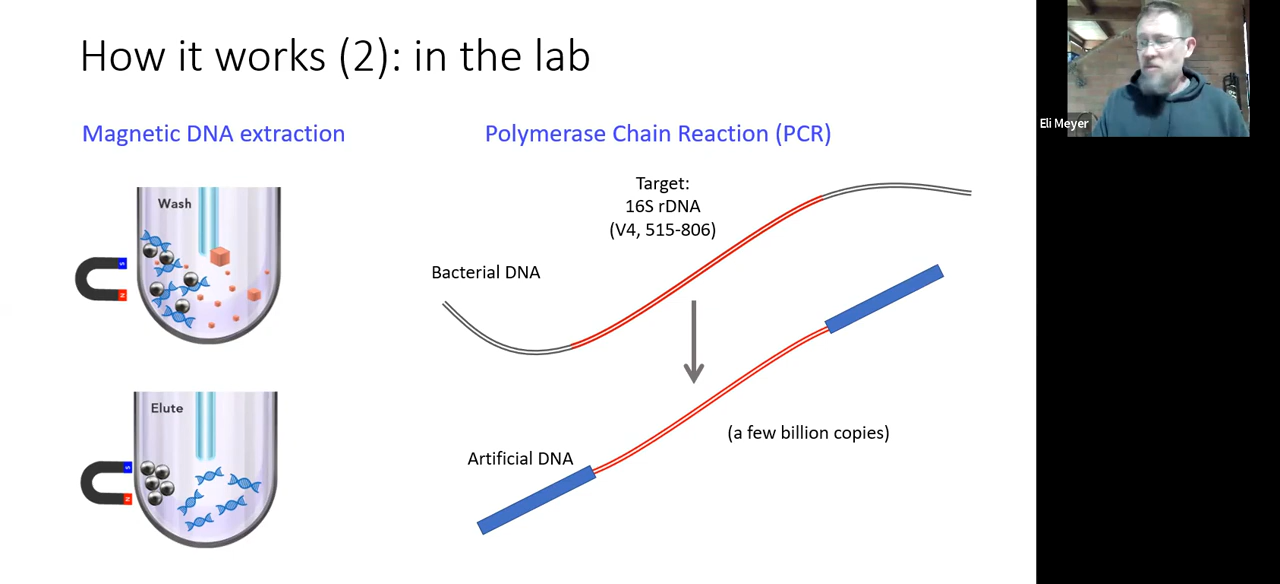 How it works (2): in the lab
Magnetic DNA extraction
Polymerase Chain Reaction (PCR)
Wash
S
N
Target:
16S rDNA
(V4, 515-806)
Bacterial DNA
Elute
S
N
(a few billion copies)
Artificial DNA
Eli Meyer